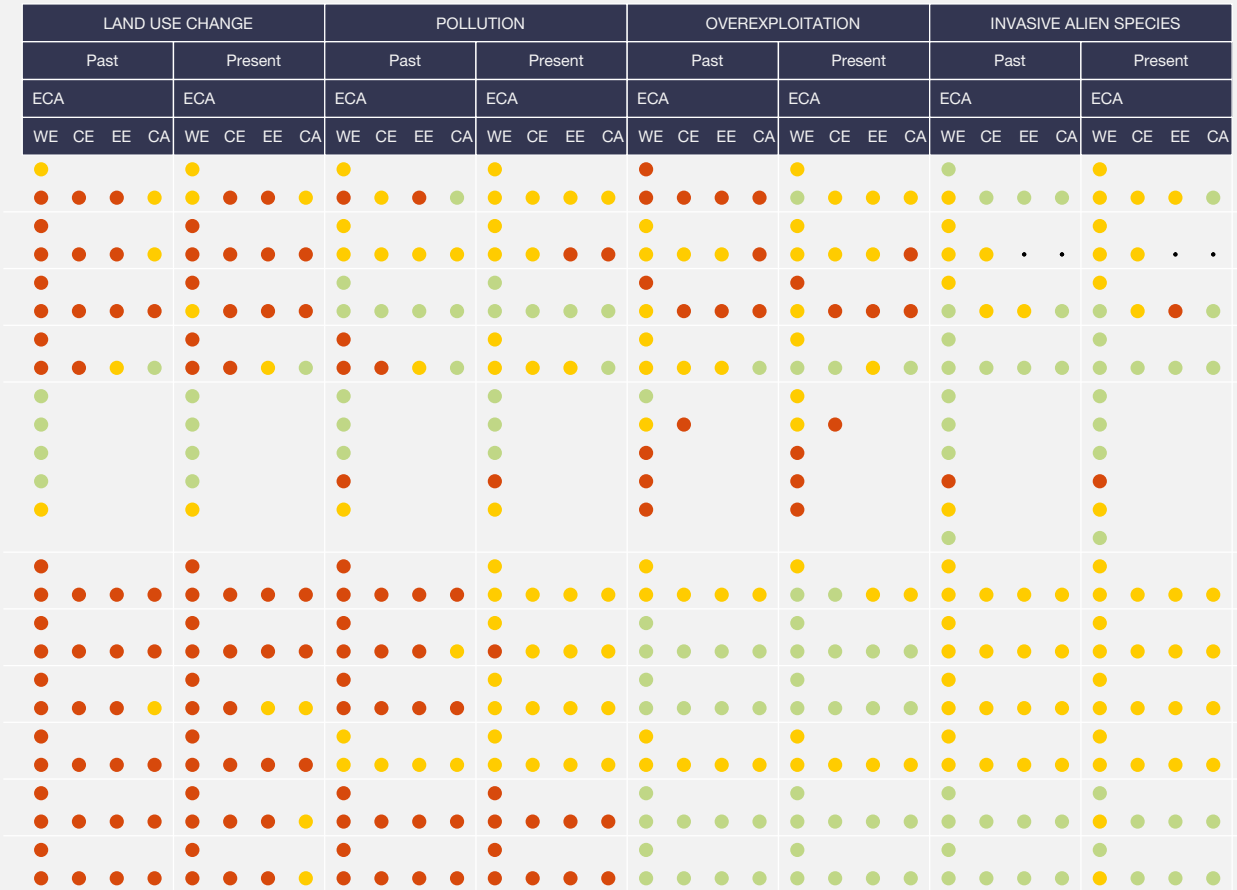 LAND USE CHANGE POLLUTION OVEREXPLOITATION INVASIVE ALIEN SPECIES
Past Present Past Present Past Present Past Present
ECA ECA ECA ECA ECA ECA ECA ECA
WE CE EE CA WE CE EE CA WE CE EE CA WE CE EE CA WE CE EE CA WE CE EE CA WE CE EE CA WE CE EE CA